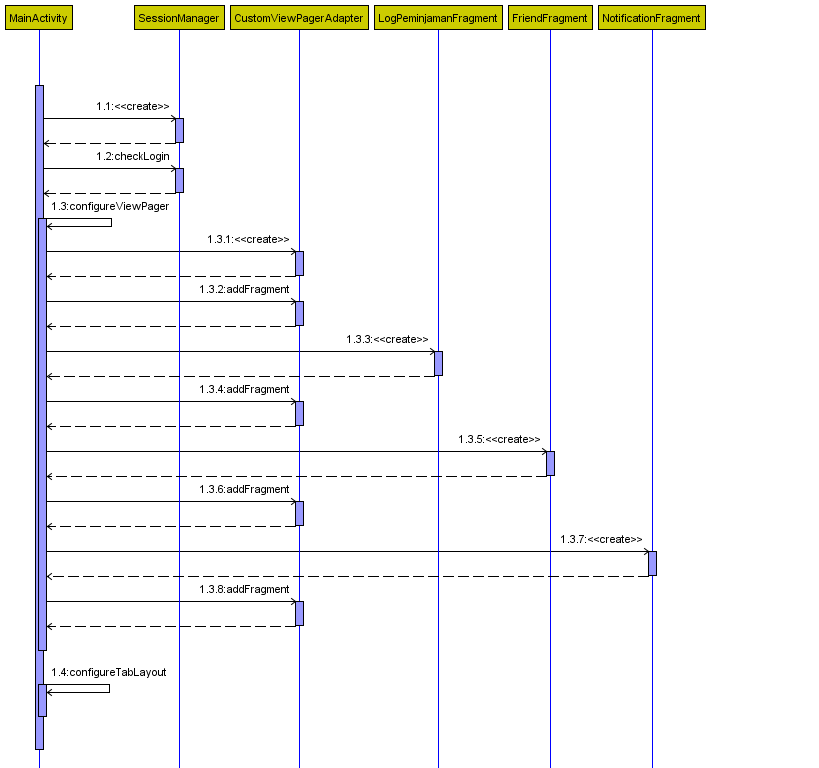 MainActivity
SessionManager
CustomViewPagerAdapter
LogPeminjamanFragment
FriendFragment
NotificationFragment
1.1:<<create>>
1.2:checkLogin
1.3:configureViewPager
1.3.1:<<create>>
1.3.2:addFragment
1.3.3:<<create>>
1.3.4:addFragment
1.3.5:<<create>>
1.3.6:addFragment
1.3.7:<<create>>
1.3.8:addFragment
1.4:configureTabLayout